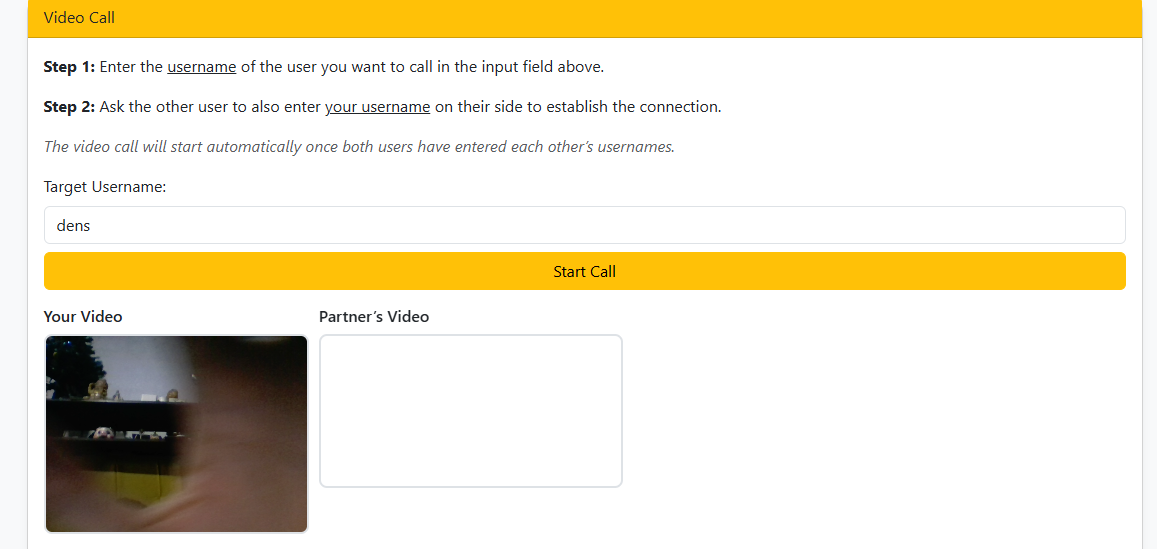 Video Call
Step 1: Enter the username of the user you want to call in the input field above.
Step 2: Ask the other user to also enter your username on their side to establish the connection.
The video call will start automatically once both users have entered each other’s usernames.
Target Username:
dens
Start Call
Your Video
Partner’s Video